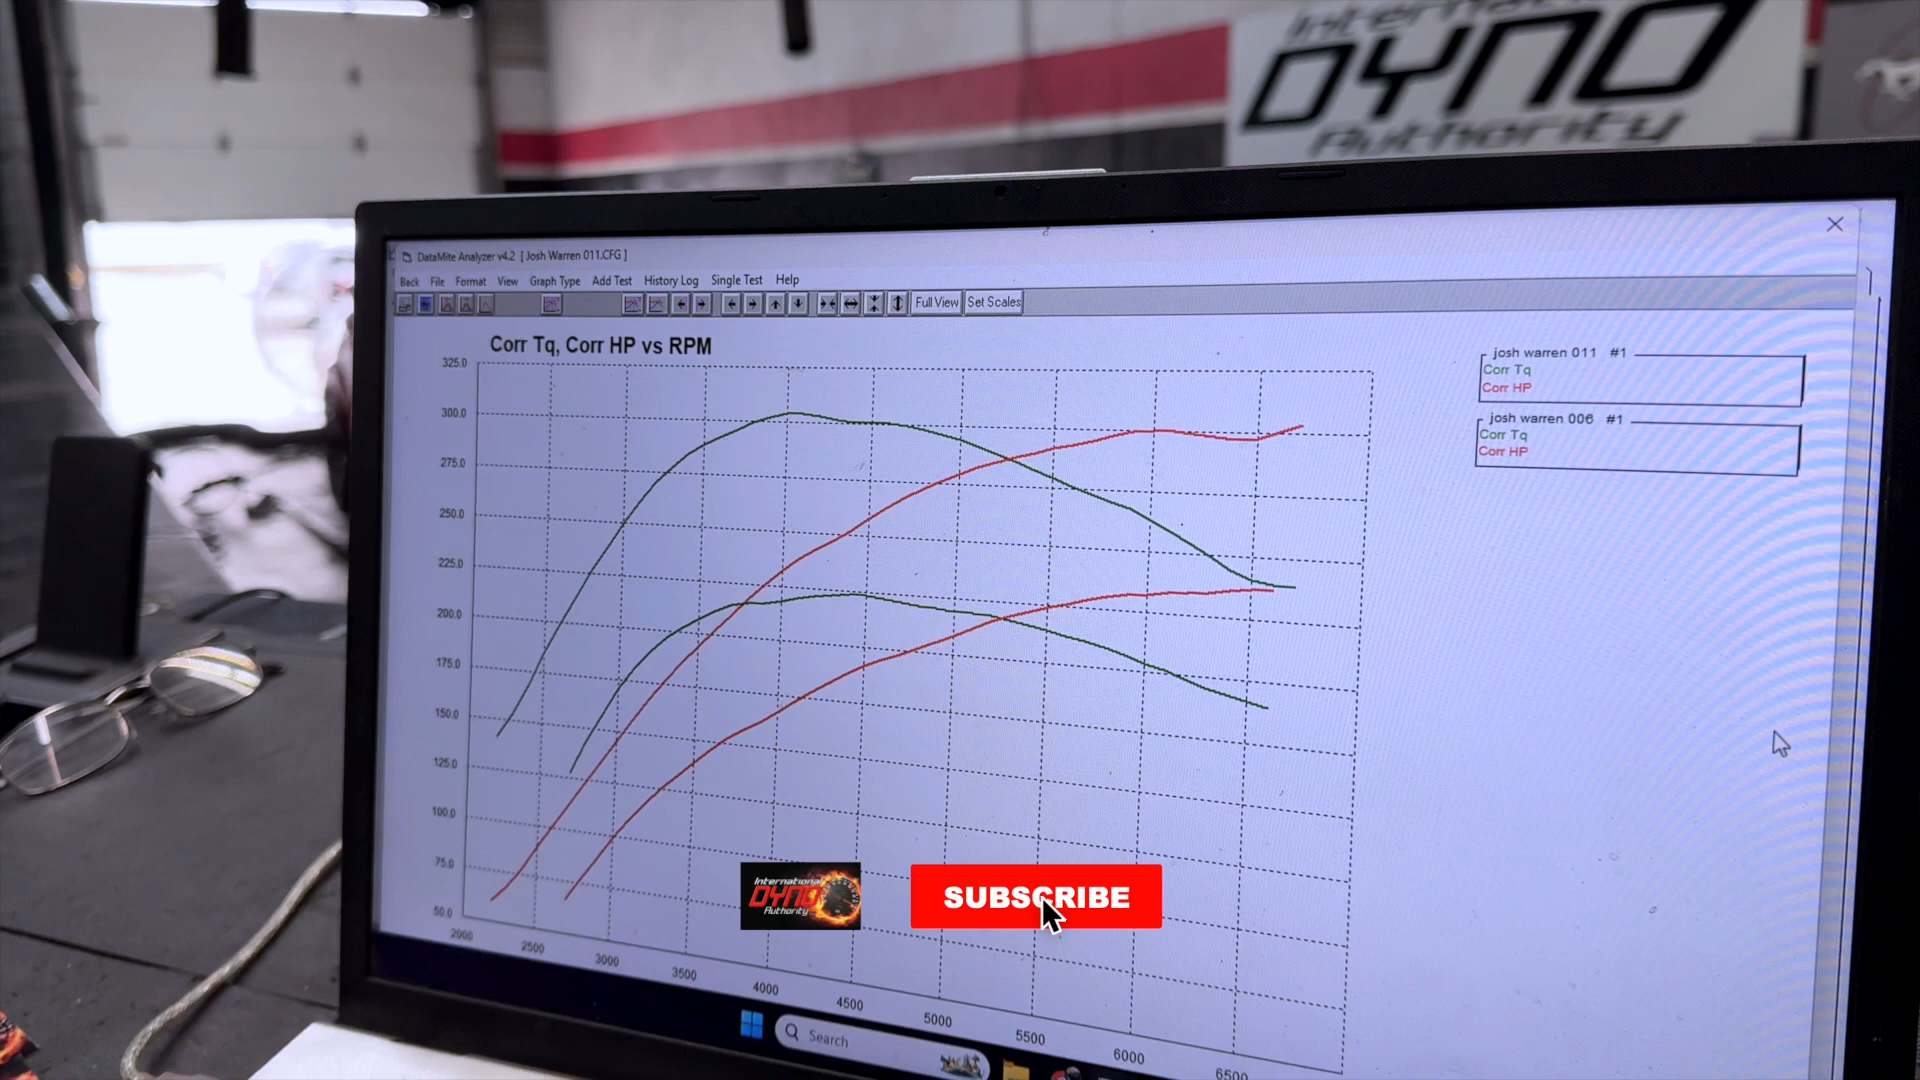 International
DYNO
Authority
DataMite Analyzer v4.2 [ Josh Warren 011.CFG ]
Back File Format View Graph Type Add Test History Log Single Test Help
Full View Set Scales
Corr Tq, Corr HP vs RPM
josh warren 011 #1
Corr Tq
Corr HP
josh warren 006 #1
Corr Tq
Corr HP
325.0
300.0
275.0
250.0
225.0
200.0
175.0
150.0
125.0
100.0
75.0
50.0
2000 2500 3000 3500 4000 4500 5000 5500 6000 6500
International
DYNO
Authority
SUBSCRIBE
Search